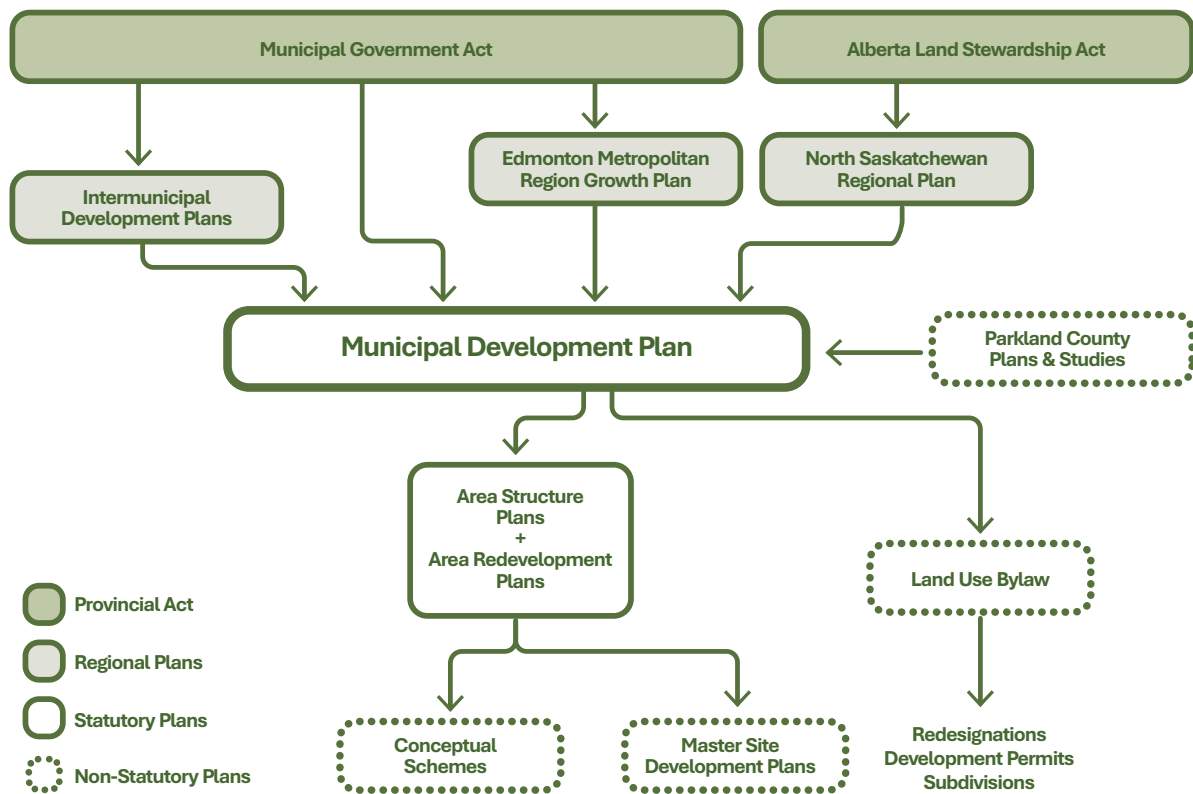 Municipal Government Act
Alberta Land Stewardship Act
Edmonton Metropolitan
Region Growth Plan
North Saskatchewan
Regional Plan
Intermunicipal
Development Plans
Municipal Development Plan
Parkland County
Plans & Studies
Area Structure
Plans
+
Area Redevelopment
Plans
Land Use Bylaw
Provincial Act
Regional Plans
Statutory Plans
Non-Statutory Plans
Conceptual
Schemes
Master Site
Development Plans
Redesignations
Development Permits
Subdivisions